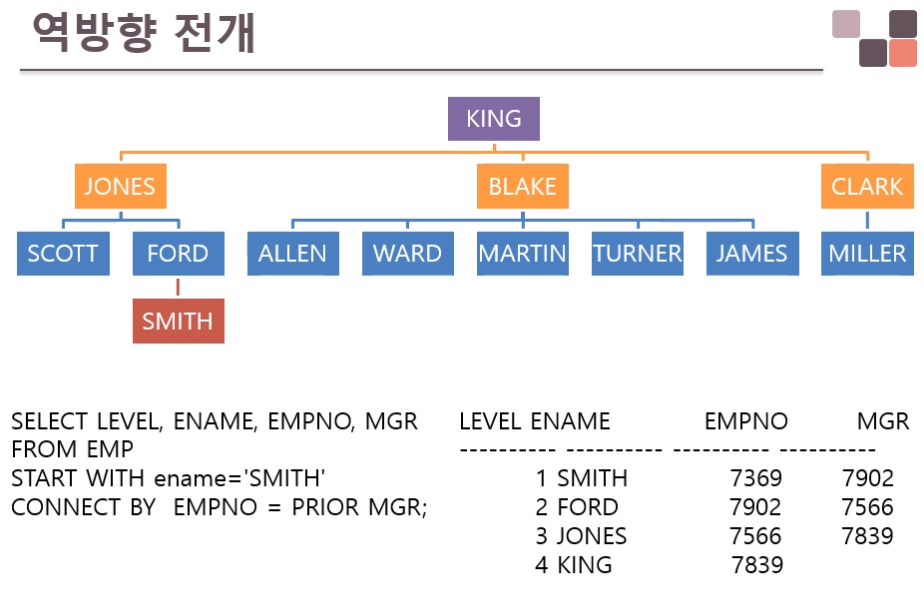 역방향 전개
KING
JONES BLAKE CLARK
SCOTT FORD ALLEN WARD MARTIN TURNER JAMES MILLER
SMITH
SELECT LEVEL, ENAME, EMPNO, MGR
FROM EMP
START WITH ename='SMITH'
CONNECT BY  EMPNO = PRIOR MGR;
LEVEL ENAME EMPNO MGR
---------- ---------- ---------- ----------
1 SMITH 7369 7902
2 FORD 7902 7566
3 JONES 7566 7839
4 KING 7839